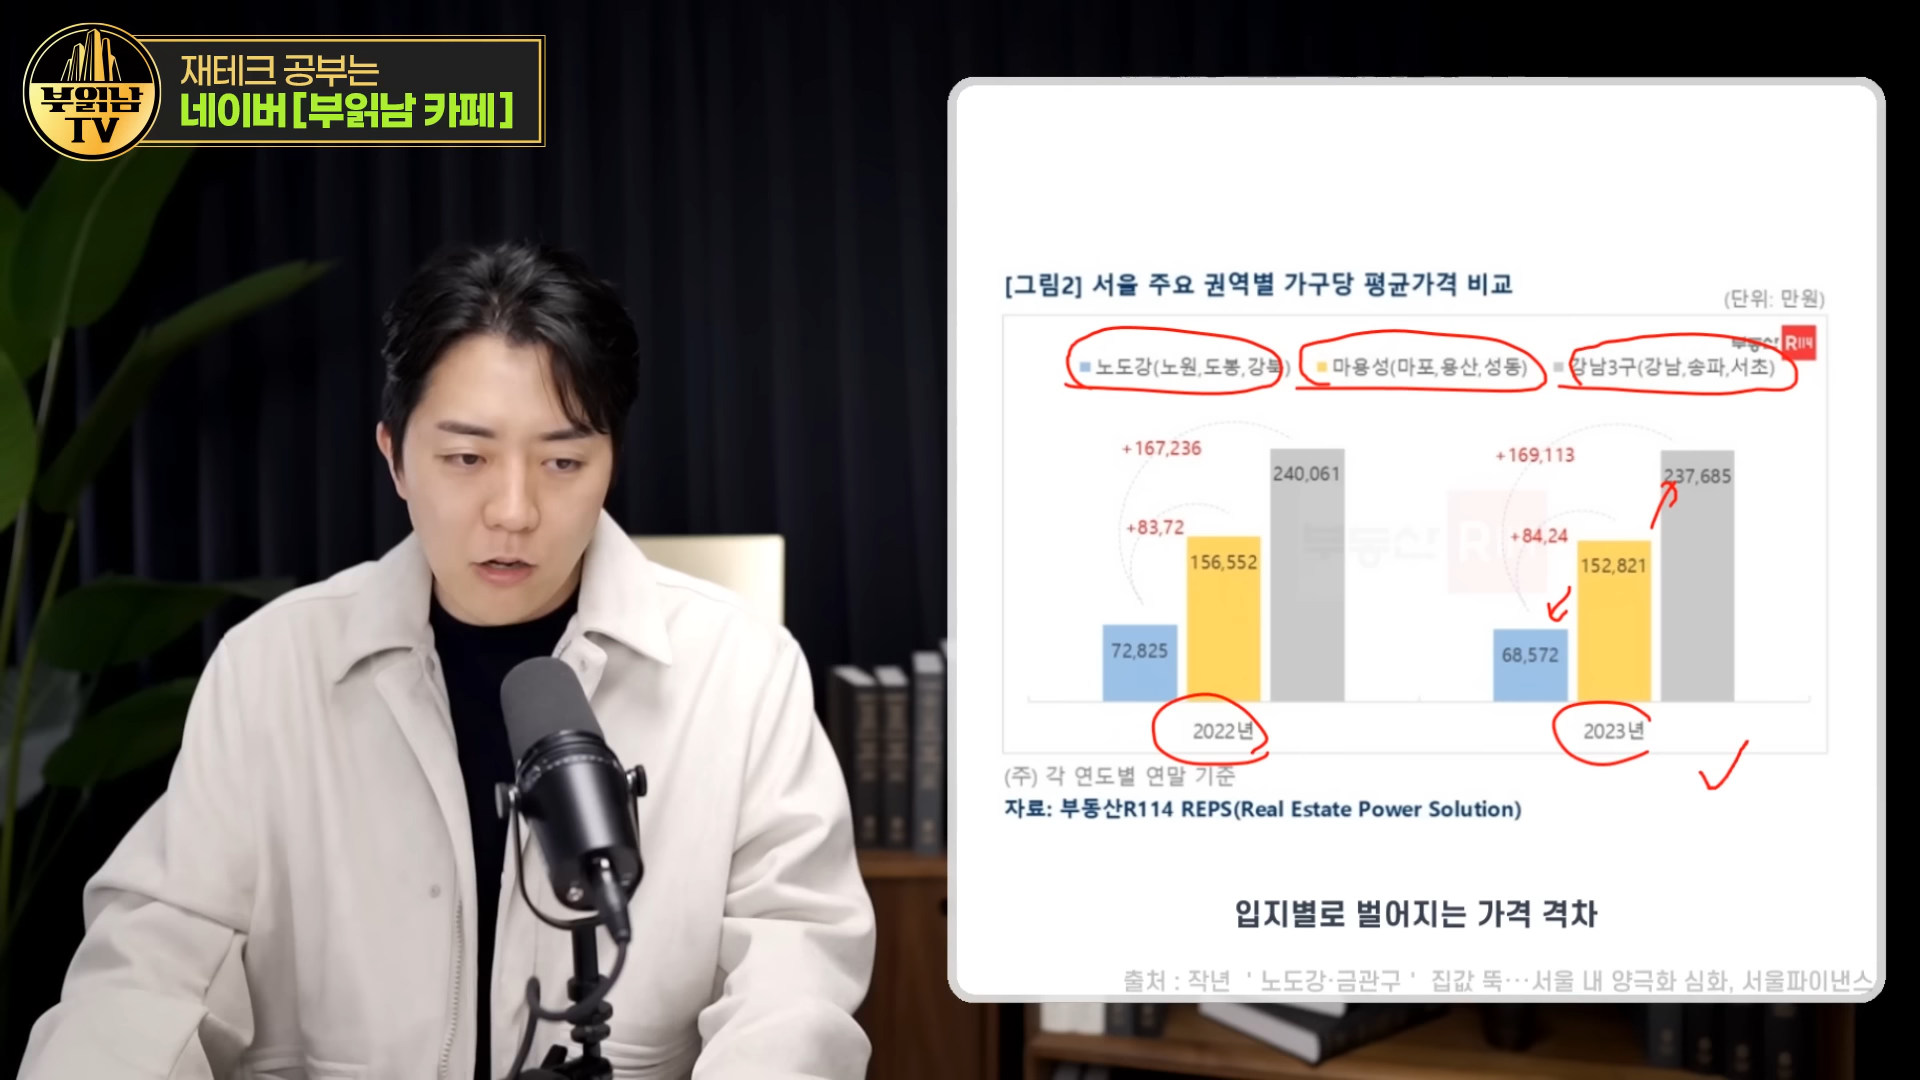 부읽남
TV
재테크 공부는
네이버 [부읽남 카페]
[그림2] 서울 주요 권역별 가구당 평균가격 비교
(단위: 만원)
부동산 R114
노도강(노원,도봉,강북) 마용성(마포,용산,성동) 강남3구(강남,송파,서초)
+167,236
+83,72
72,825
156,552
240,061
+169,113
+84,24
68,572
152,821
237,685
부동산 R
2022년
2023년
(주) 각 연도별 연말 기준
자료: 부동산R114 REPS(Real Estate Power Solution)
입지별로 벌어지는 가격 격차
출처 : 작년 '노도강·금관구' 집값 뚝…서울 내 양극화 심화, 서울파이낸스